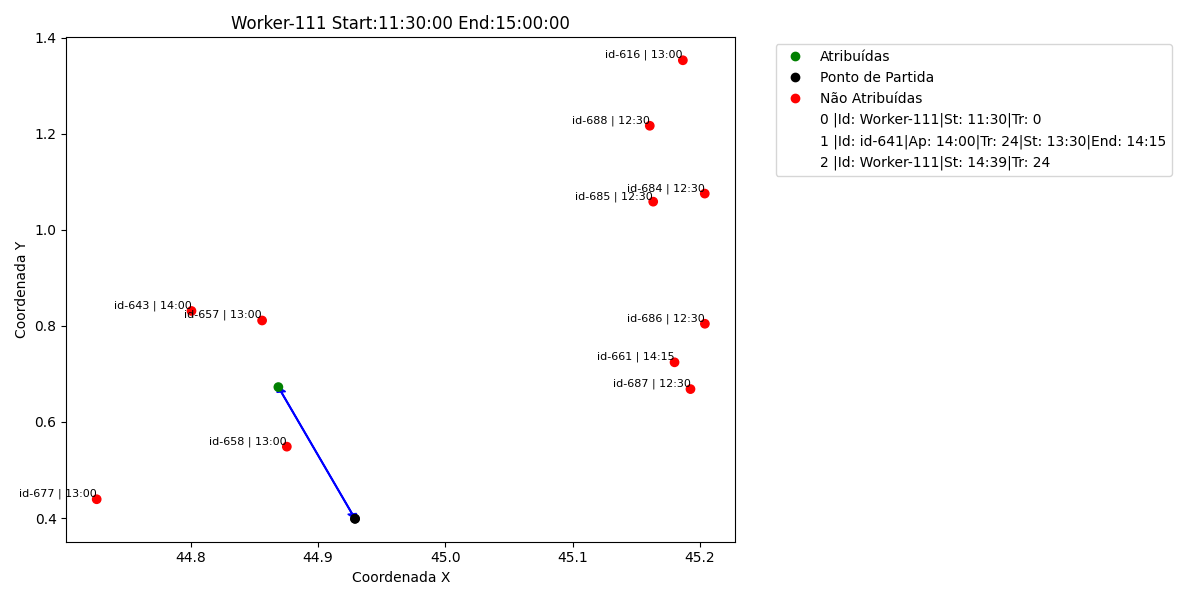 Worker-111 Start:11:30:00 End:15:00:00
Coordenada Y
1.4
1.2
1.0
0.8
0.6
0.4
id-616 | 13:00
id-688 | 12:30
id-684 | 12:30
id-685 | 12:30
id-643 | 14:00
id-657 | 13:00
id-686 | 12:30
id-661 | 14:15
id-687 | 12:30
id-658 | 13:00
id-677 | 13:00
44.8 44.9 45.0 45.1 45.2
Coordenada X
Atribuídas
Ponto de Partida
Não Atribuídas
0 |Id: Worker-111|St: 11:30|Tr: 0
1 |Id: id-641|Ap: 14:00|Tr: 24|St: 13:30|End: 14:15
2 |Id: Worker-111|St: 14:39|Tr: 24